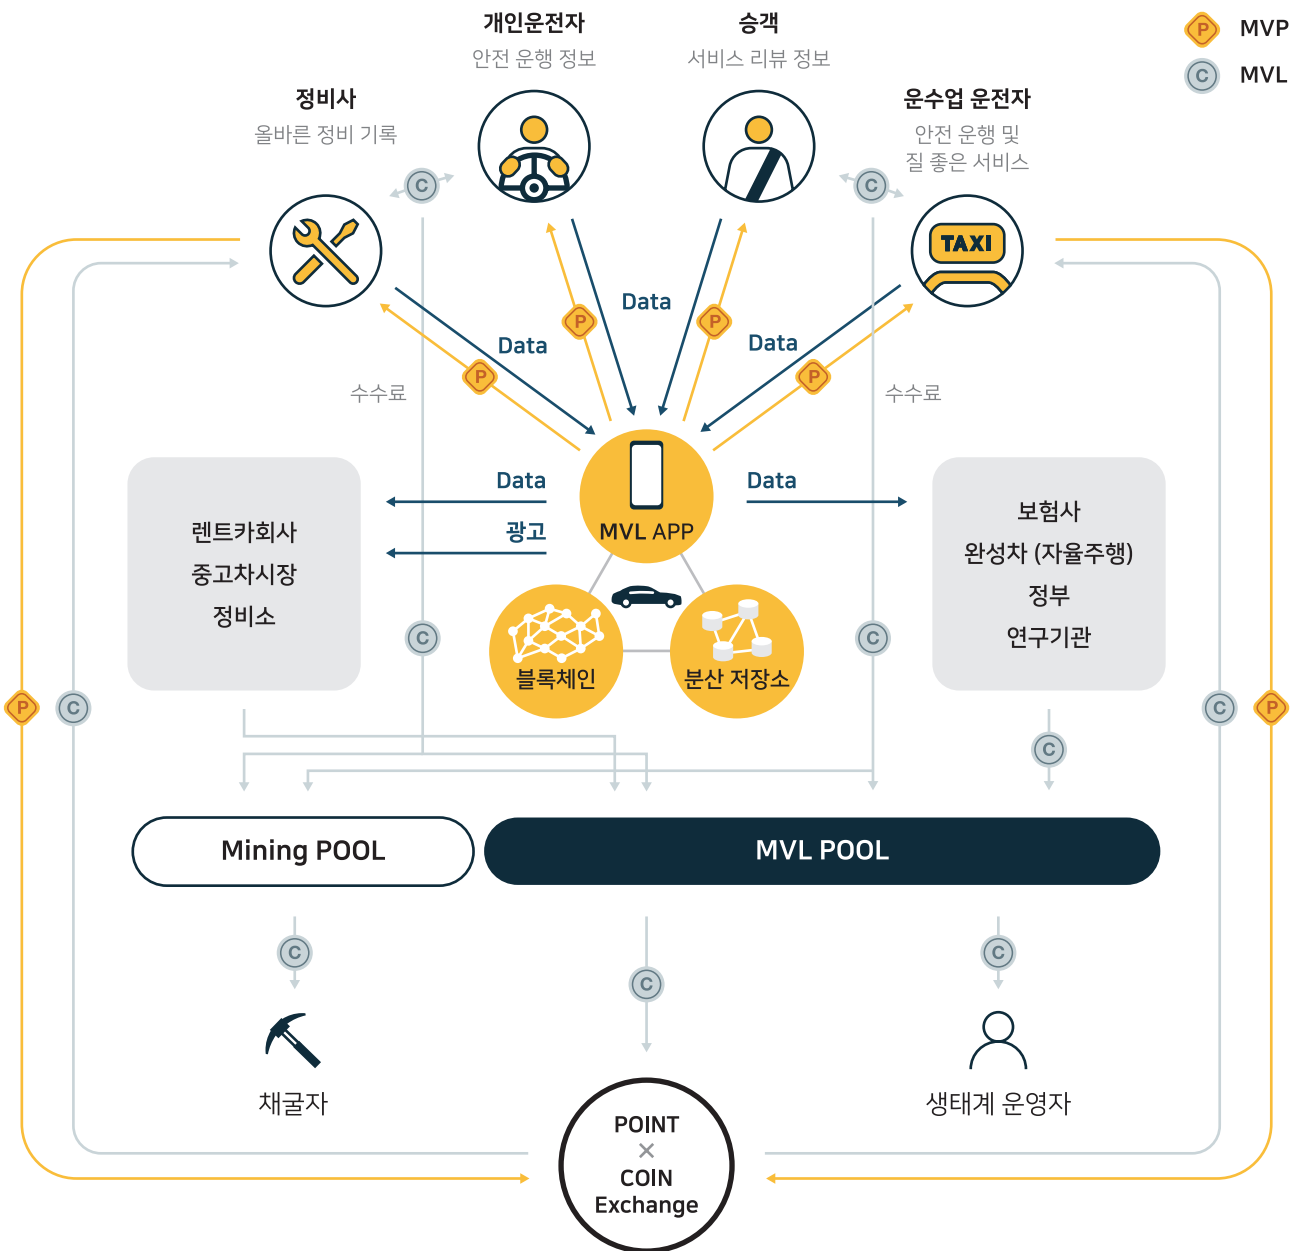 개인운전자
안전 운행 정보
승객
서비스 리뷰 정보
P MVP
C MVL
정비사
올바른 정비 기록
운수업 운전자
안전 운행 및
질 좋은 서비스
C
C
TAXI
Data
Data
Data
P
P
P
P
수수료
수수료
Data
Data
광고
MVL APP
렌트카회사
중고차시장
정비소
보험사
완성차 (자율주행)
정부
연구기관
C
C
블록체인
분산 저장소
P
C
C
P
C
Mining POOL
MVL POOL
C
C
C
채굴자
생태계 운영자
POINT
×
COIN
Exchange